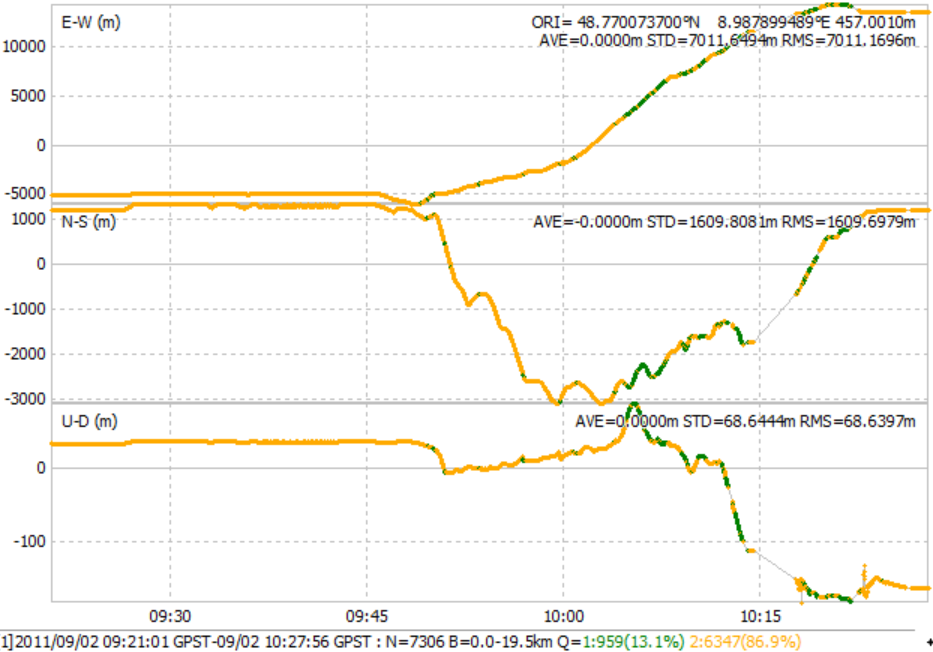 E-W (m)
ORI= 48.770073700°N 8.987899489°E 457.0010m
AVE=0.0000m STD=7011.6494m RMS=7011.1696m
10000
5000
0
-5000
N-S (m)
AVE=-0.0000m STD=1609.8081m RMS=1609.6979m
1000
0
-1000
-2000
-3000
U-D (m)
AVE=0.0000m STD=68.6444m RMS=68.6397m
0
-100
09:30 09:45 10:00 10:15
1]2011/09/02 09:21:01 GPST-09/02 10:27:56 GPST : N=7306 B=0.0-19.5km Q=1:959(13.1%) 2:6347(86.9%)